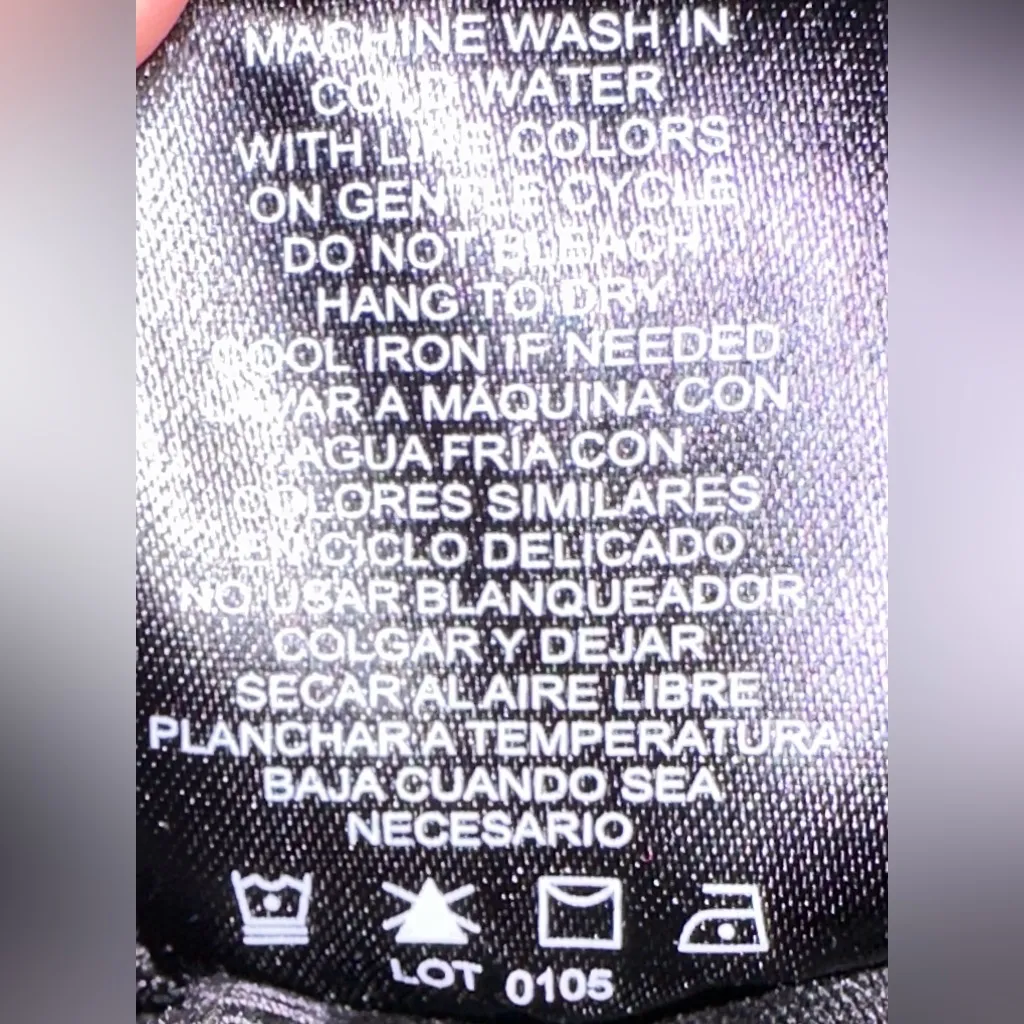 MACHINE WASH IN
COLD WATER
WITH LIKE COLORS
ON GENTLE CYCLE
DO NOT BLEACH
HANG TO DRY
COOL IRON IF NEEDED
LAVAR A MÁQUINA CON
AGUA FRÍA CON
COLORES SIMILARES
EN CICLO DELICADO
NO USAR BLANQUEADOR
COLGAR Y DEJAR
SECAR AL AIRE LIBRE
PLANCHAR A TEMPERATURA
BAJA CUANDO SEA
NECESARIO
LOT 0105